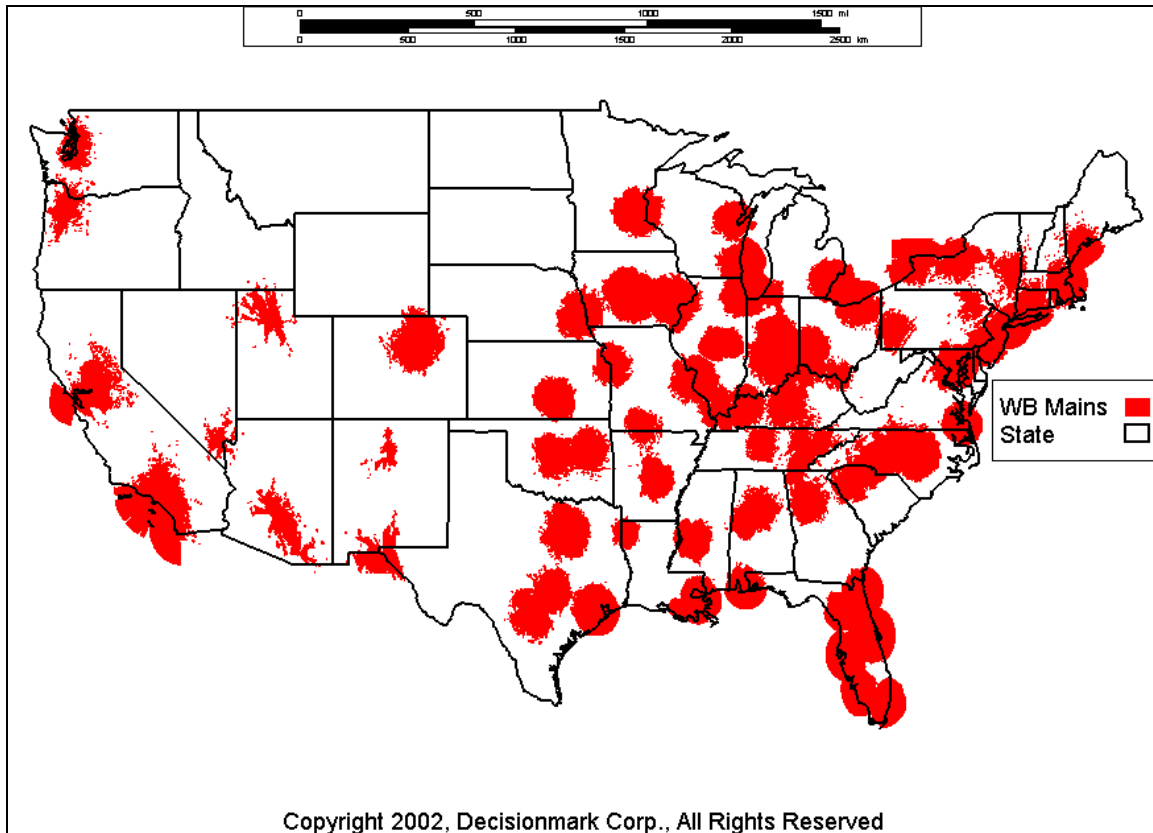 0 500 1000 1500 mi
0 500 1000 1500 2000 2500 km
WB Mains
State
Copyright 2002, Decisionmark Corp., All Rights Reserved